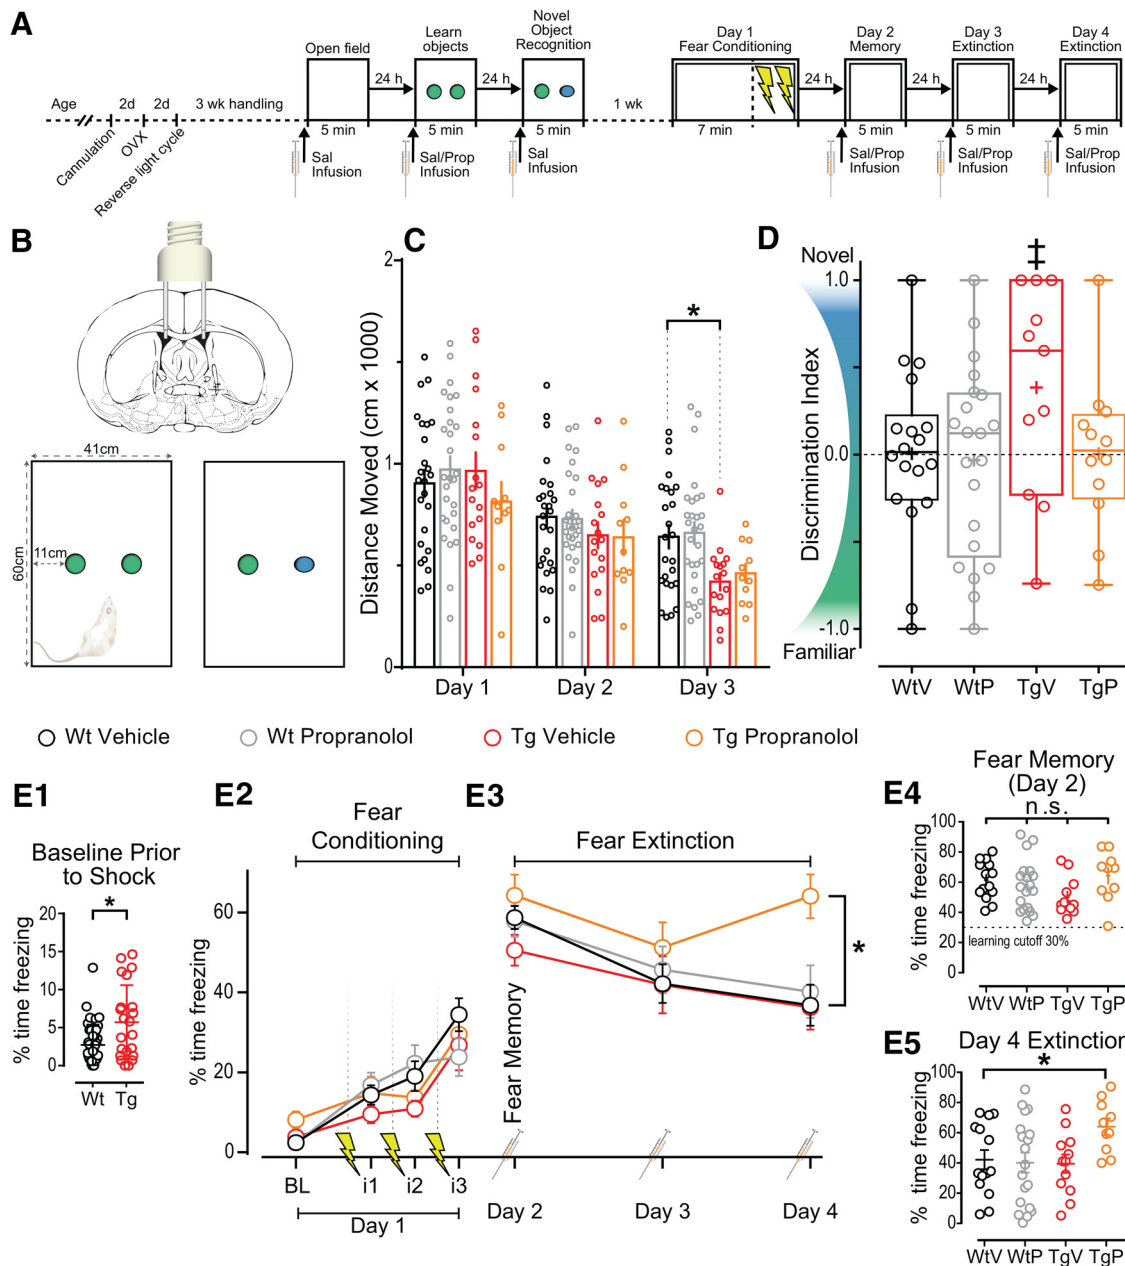 A
Open field
Learn
objects
Novel
Object
Recognition
Day 1
Fear Conditioning
Day 2
Memory
Day 3
Extinction
Day 4
Extinction
Age
2d
2d
3 wk handling
24 h
24 h
1 wk
24 h
24 h
24 h
Cannulation
OVX
Reverse light cycle
5 min
5 min
5 min
7 min
5 min
5 min
5 min
Sal
Infusion
Sal/Prop
Infusion
Sal
Infusion
Sal/Prop
Infusion
Sal/Prop
Infusion
Sal/Prop
Infusion
B
41cm
60cm
11cm
C
Distance Moved (cm x 1000)
2
1
0
*
Day 1
Day 2
Day 3
D
Novel
Familiar
Discrimination Index
1.0
0.0
-1.0
‡
WtV
WtP
TgV
TgP
Wt Vehicle
Wt Propranolol
Tg Vehicle
Tg Propranolol
E1
Baseline Prior
to Shock
*
% time freezing
20
15
10
5
0
Wt
Tg
E2
Fear
Conditioning
% time freezing
60
40
20
0
BL
i1
i2
i3
Day 1
E3
Fear Extinction
Fear Memory
*
Day 2
Day 3
Day 4
E4
Fear Memory
(Day 2)
n.s.
% time freezing
100
80
60
40
20
0
learning cutoff 30%
WtV
WtP
TgV
TgP
E5
Day 4 Extinction
*
% time freezing
100
80
60
40
20
0
WtV
WtP
TgV
TgP